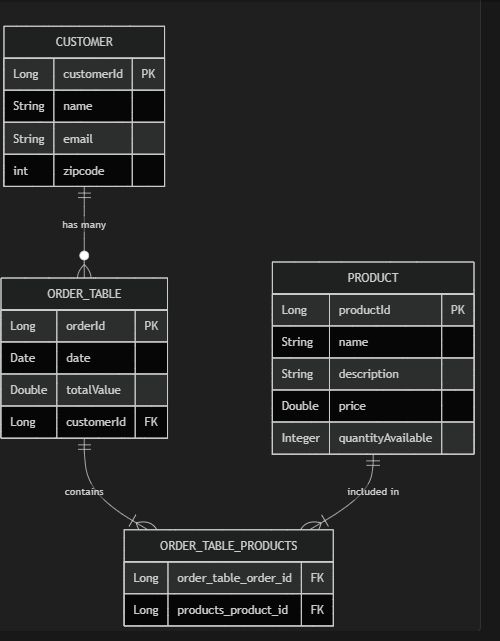 CUSTOMER
Long customerId PK
String name
String email
int zipcode
has many
ORDER_TABLE
Long orderId PK
Date date
Double totalValue
Long customerId FK
PRODUCT
Long productId PK
String name
String description
Double price
Integer quantityAvailable
contains
included in
ORDER_TABLE_PRODUCTS
Long order_table_order_id FK
Long products_product_id FK